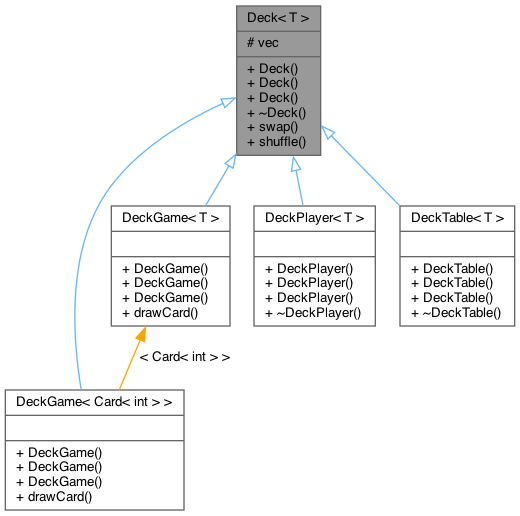 Deck< T >
# vec
+ Deck()
+ Deck()
+ Deck()
+ ~Deck()
+ swap()
+ shuffle()
DeckGame< T >
+ DeckGame()
+ DeckGame()
+ DeckGame()
+ drawCard()
DeckPlayer< T >
+ DeckPlayer()
+ DeckPlayer()
+ DeckPlayer()
+ ~DeckPlayer()
DeckTable< T >
+ DeckTable()
+ DeckTable()
+ DeckTable()
+ ~DeckTable()
< Card< int > >
DeckGame< Card< int > >
+ DeckGame()
+ DeckGame()
+ DeckGame()
+ drawCard()